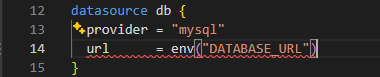 12 datasource db {
13 provider = "mysql"
14 url      = env("DATABASE_URL")
15 }